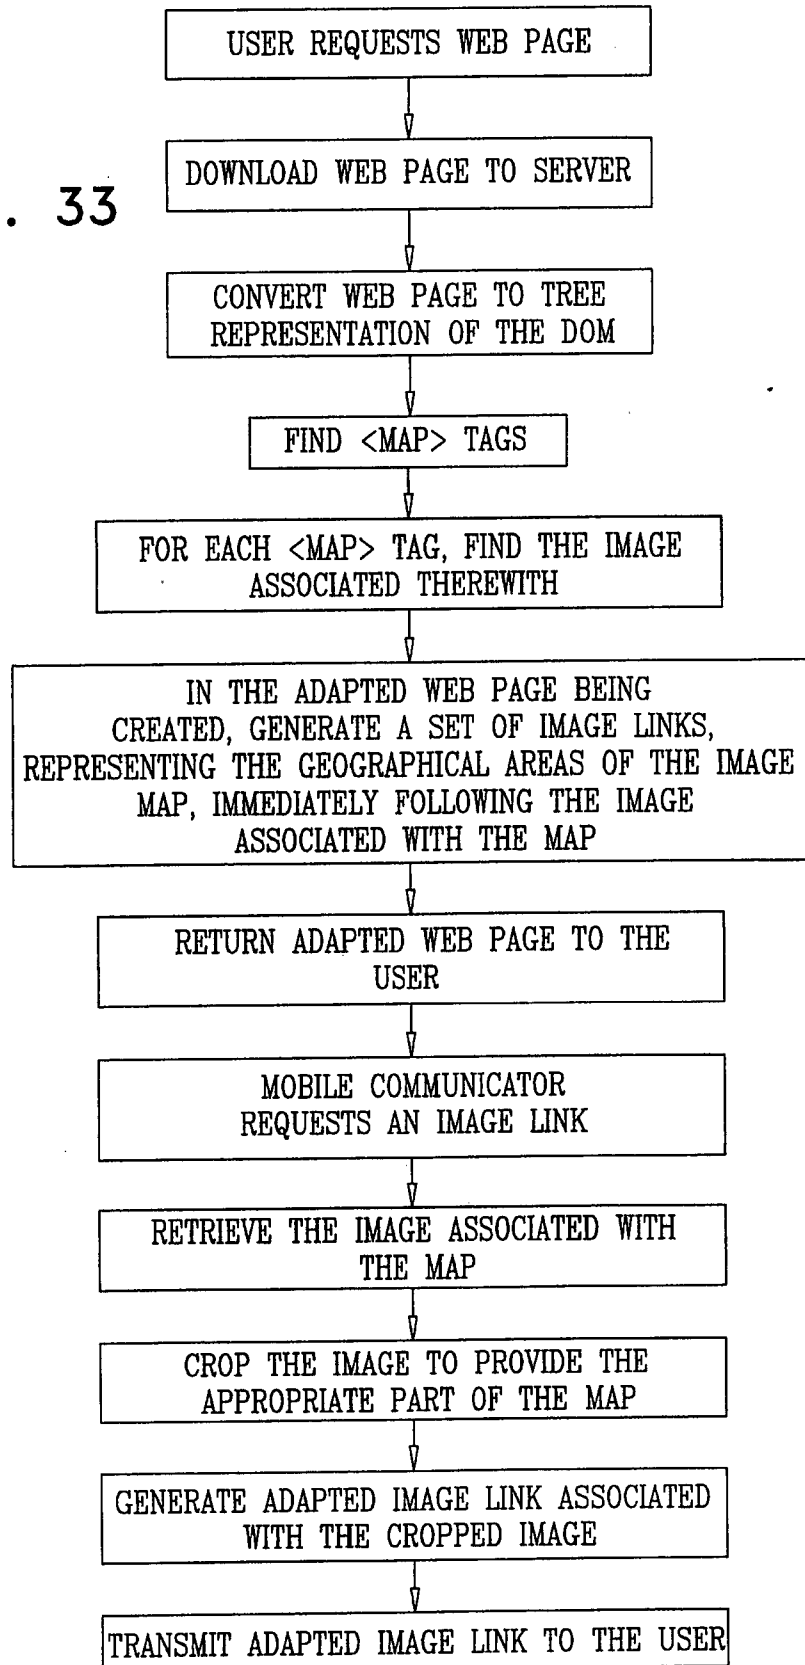 USER REQUESTS WEB PAGE
DOWNLOAD WEB PAGE TO SERVER
. 33
CONVERT WEB PAGE TO TREE
REPRESENTATION OF THE DOM
FIND <MAP> TAGS
FOR EACH <MAP> TAG, FIND THE IMAGE
ASSOCIATED THEREWITH
IN THE ADAPTED WEB PAGE BEING
CREATED, GENERATE A SET OF IMAGE LINKS,
REPRESENTING THE GEOGRAPHICAL AREAS OF THE IMAGE
MAP, IMMEDIATELY FOLLOWING THE IMAGE
ASSOCIATED WITH THE MAP
RETURN ADAPTED WEB PAGE TO THE
USER
MOBILE COMMUNICATOR
REQUESTS AN IMAGE LINK
RETRIEVE THE IMAGE ASSOCIATED WITH
THE MAP
CROP THE IMAGE TO PROVIDE THE
APPROPRIATE PART OF THE MAP
GENERATE ADAPTED IMAGE LINK ASSOCIATED
WITH THE CROPPED IMAGE
TRANSMIT ADAPTED IMAGE LINK TO THE USER